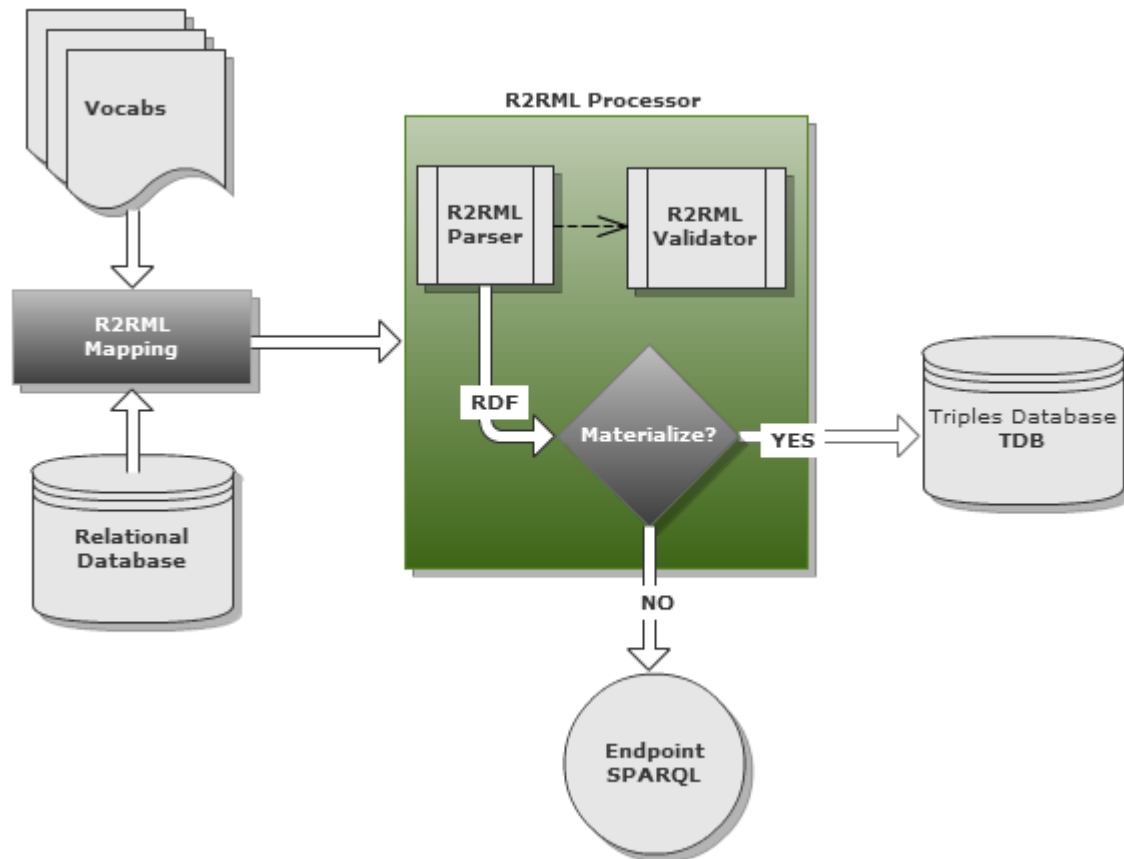 Vocabs
R2RML Processor
R2RML
Parser
R2RML
Validator
R2RML
Mapping
RDF
Materialize?
YES
Triples Database
TDB
Relational
Database
NO
Endpoint
SPARQL